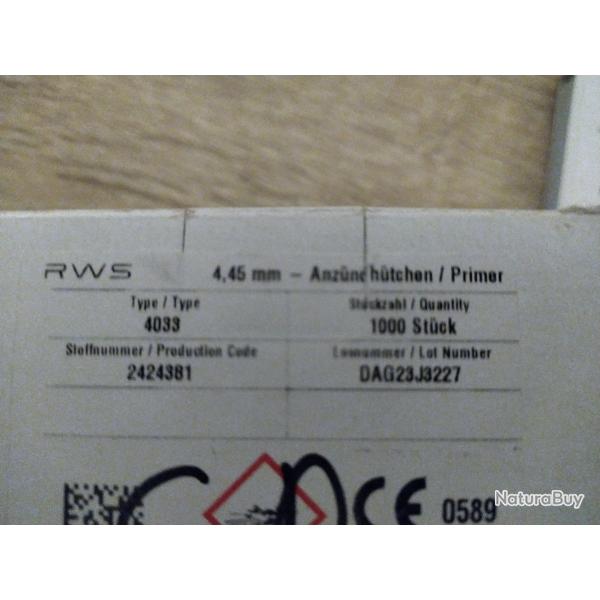 RWS 4,45 mm – Anzündhütchen / Primer
Type / Type Stückzahl / Quantity
4033 1000 Stück
Stoffnummer / Production Code Losnummer / Lot Number
2424381 DAG23J3227
CE 0589
NaturaBuy